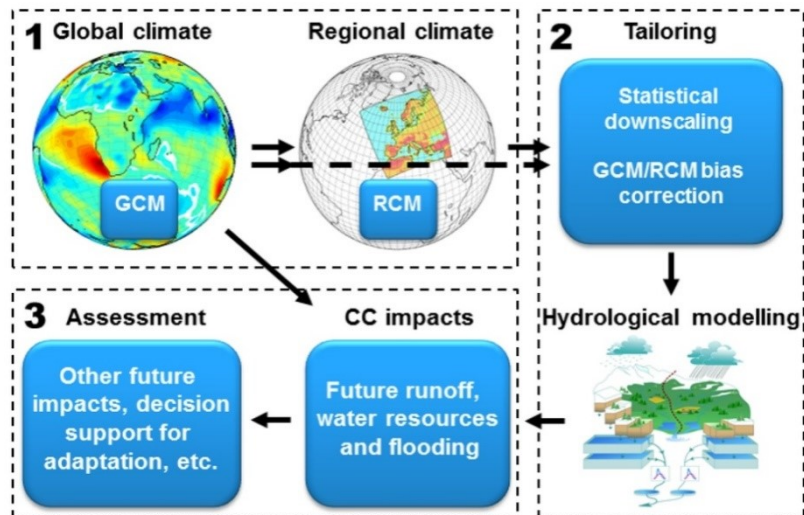 1 Global climate
Regional climate
GCM
RCM
2 Tailoring
Statistical
downscaling
GCM/RCM bias
correction
Hydrological modelling
3 Assessment
CC impacts
Other future
impacts, decision
support for
adaptation, etc.
Future runoff,
water resources
and flooding